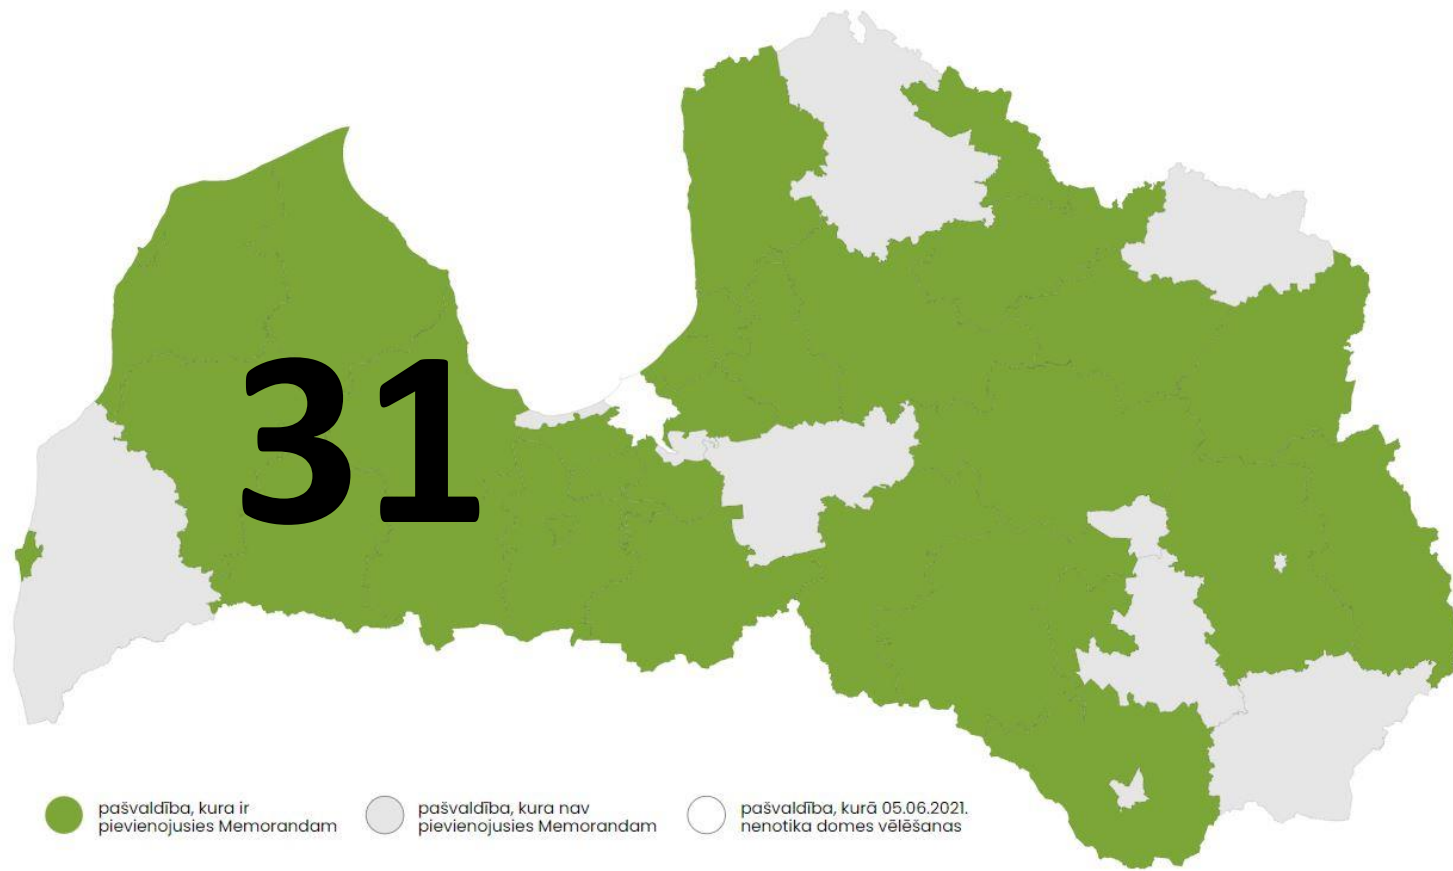 31
pašvaldība, kura ir
pievienojusies Memorandam
pašvaldība, kura nav
pievienojusies Memorandam
pašvaldība, kurā 05.06.2021.
nenotika domes vēlēšanas